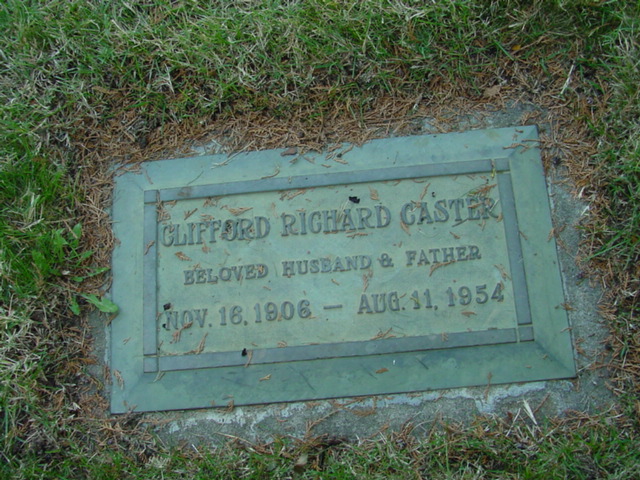 CLIFFORD RICHARD CASTER
BELOVED HUSBAND & FATHER
NOV. 16, 1906 — AUG. 11, 1954